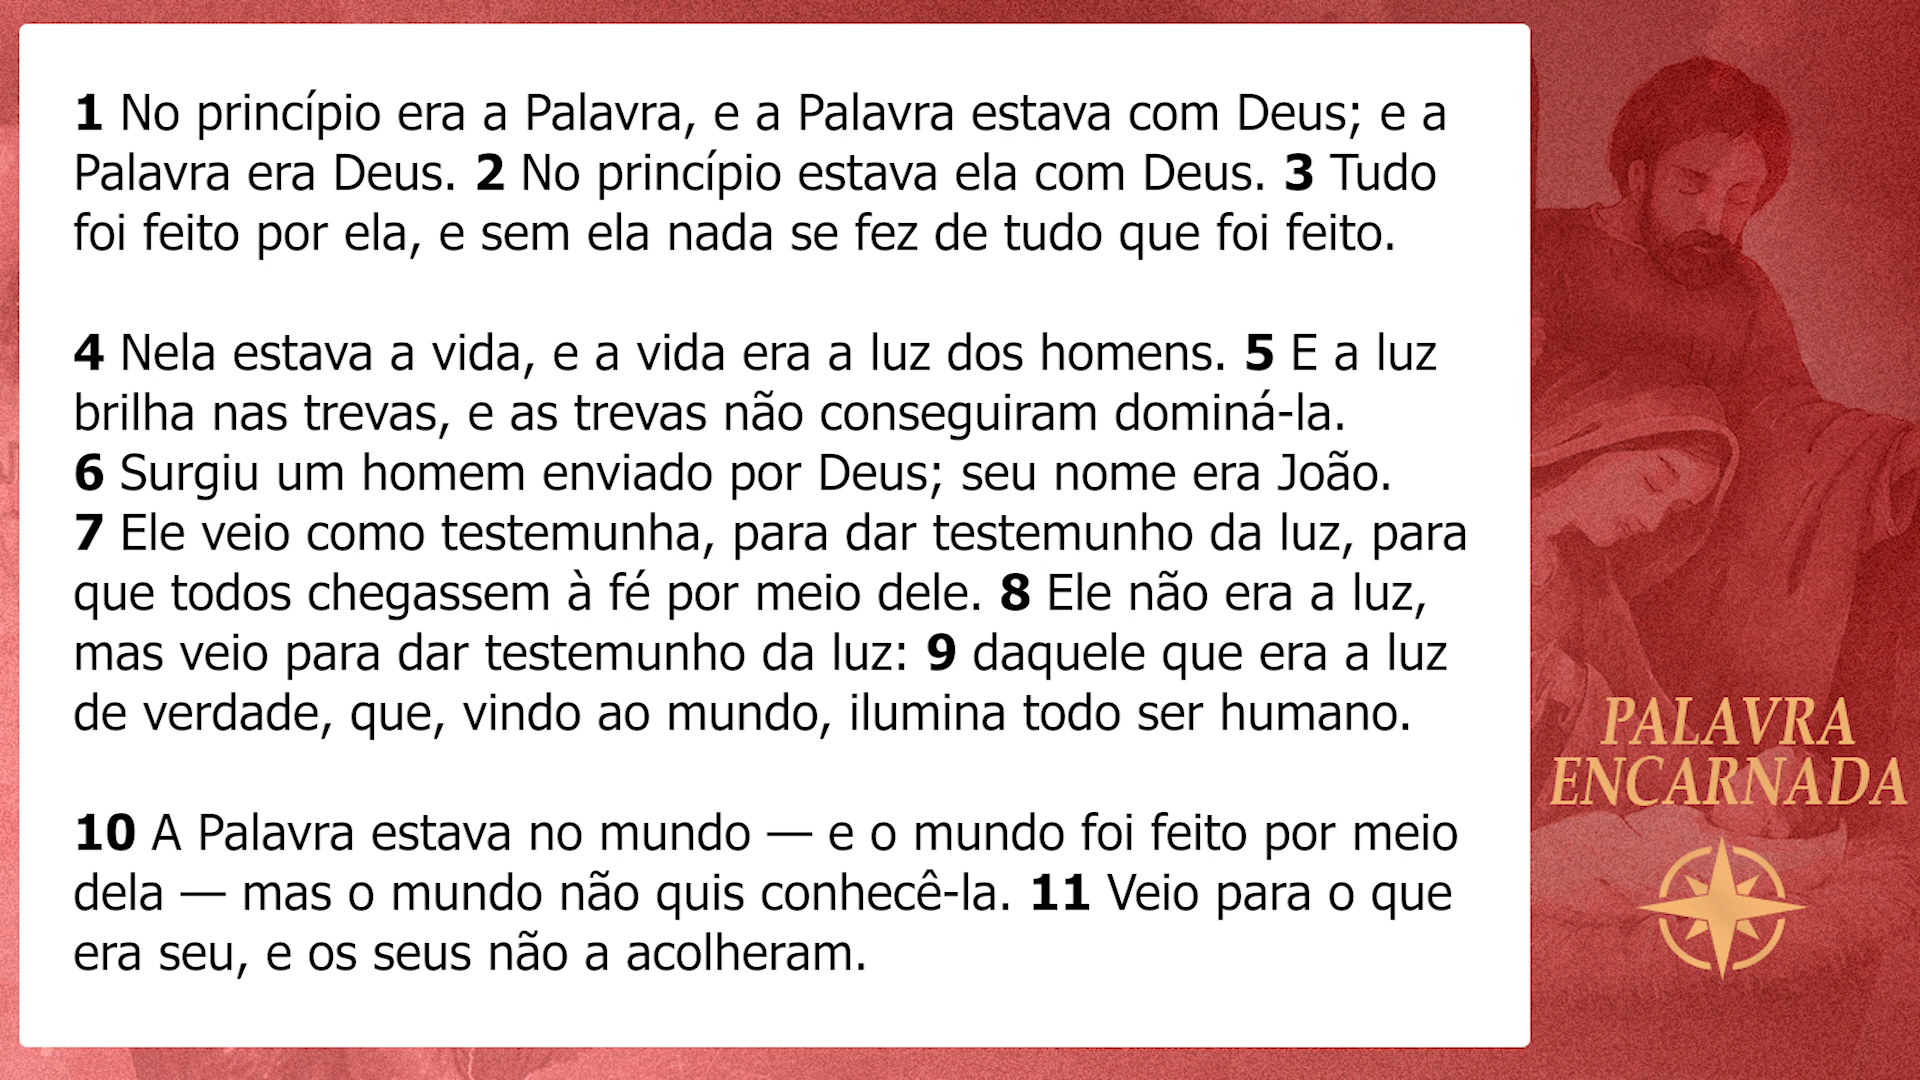 1 No princípio era a Palavra, e a Palavra estava com Deus; e a
Palavra era Deus. 2 No princípio estava ela com Deus. 3 Tudo
foi feito por ela, e sem ela nada se fez de tudo que foi feito.
4 Nela estava a vida, e a vida era a luz dos homens. 5 E a luz
brilha nas trevas, e as trevas não conseguiram dominá-la.
6 Surgiu um homem enviado por Deus; seu nome era João.
7 Ele veio como testemunha, para dar testemunho da luz, para
que todos chegassem à fé por meio dele. 8 Ele não era a luz,
mas veio para dar testemunho da luz: 9 daquele que era a luz
de verdade, que, vindo ao mundo, ilumina todo ser humano.
10 A Palavra estava no mundo — e o mundo foi feito por meio
dela — mas o mundo não quis conhecê-la. 11 Veio para o que
era seu, e os seus não a acolheram.
PALAVRA
ENCARNADA